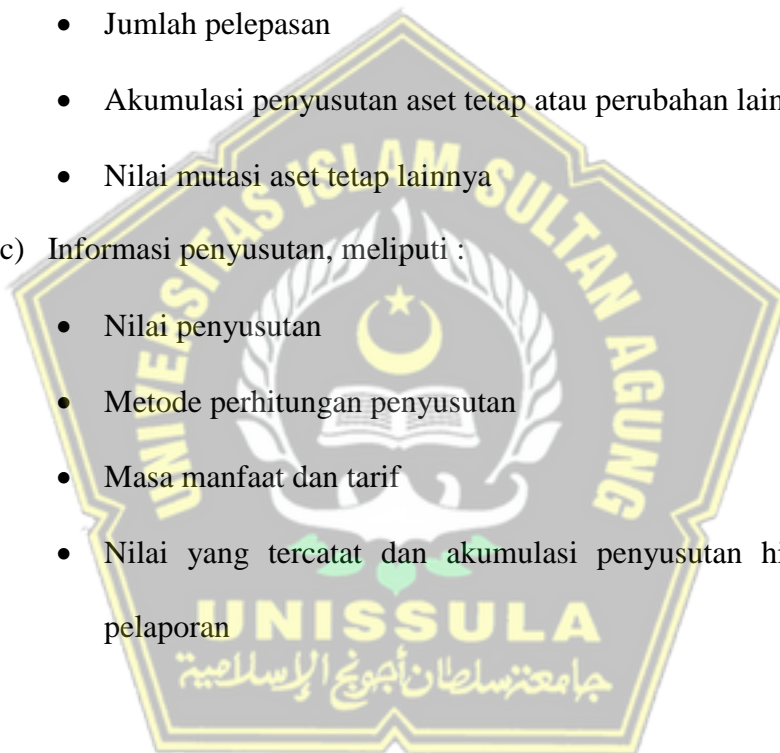 • Jumlah pelepasan
• Akumulasi penyusutan aset tetap atau perubahan lain
• Nilai mutasi aset tetap lainnya
c) Informasi penyusutan, meliputi :
• Nilai penyusutan
• Metode perhitungan penyusutan
• Masa manfaat dan tarif
• Nilai yang tercatat dan akumulasi penyusutan hi
pelaporan
UNIVERSITAS ISLAM SULTAN AGUNG
UNISSULA
جامعة سلطان أجونج الإسلامية